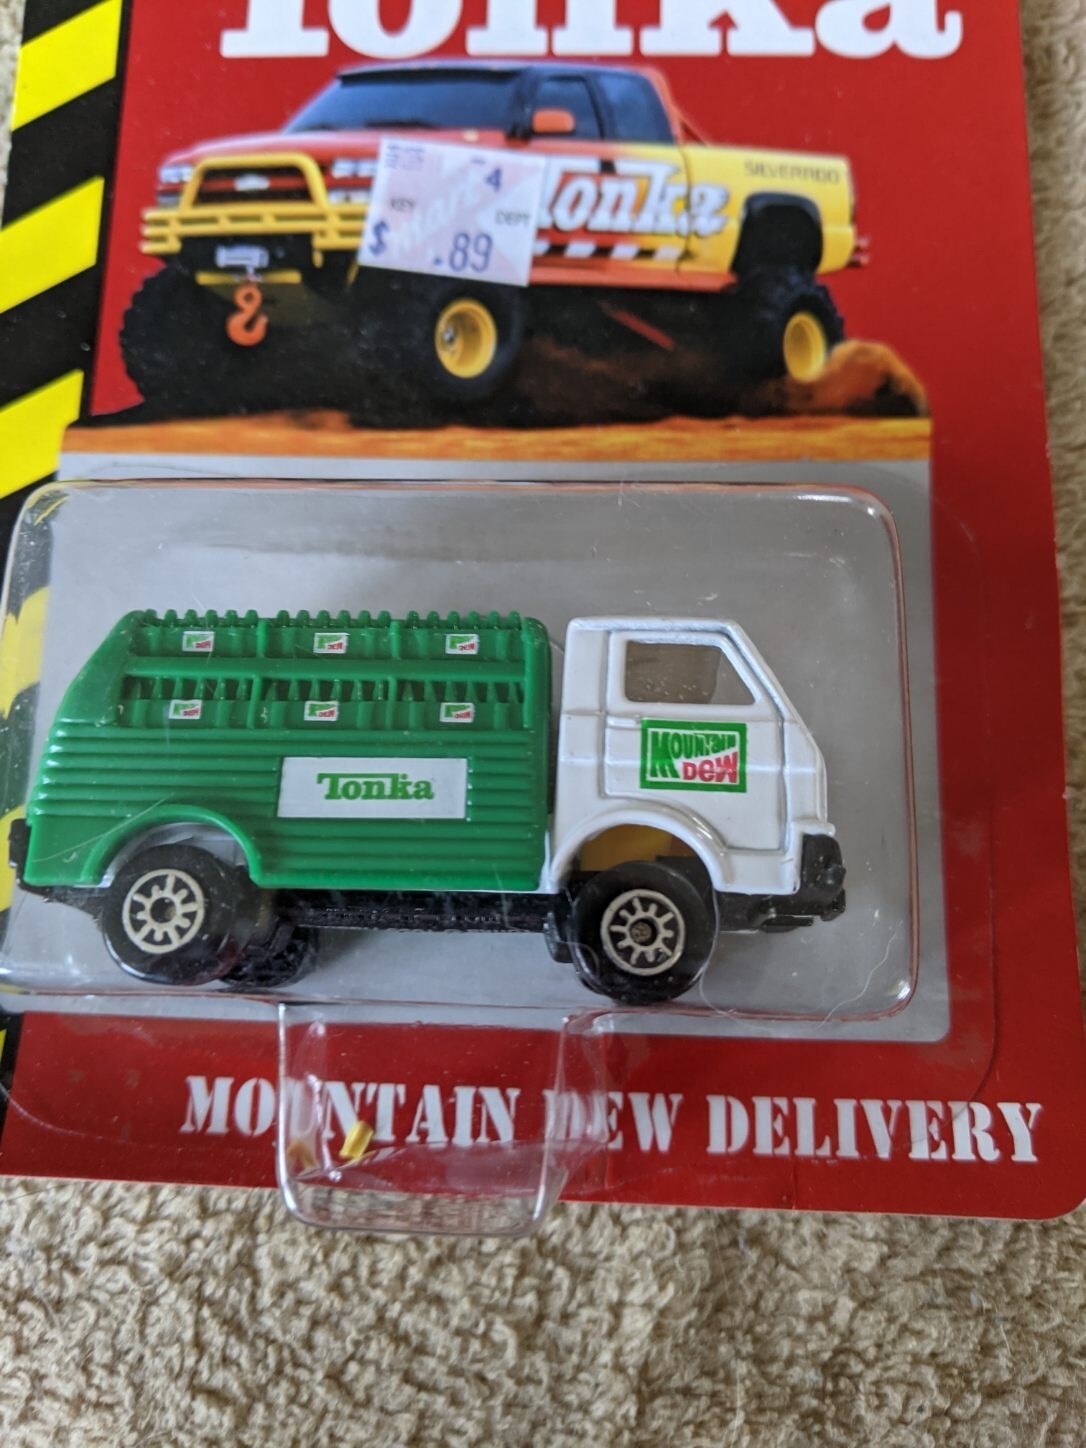 Tonka
SILVERADO
Tonka
4
KEY
DEPT
$ .89
MOUNTAIN
DEW
Tonka
MOUNTAIN DEW DELIVERY